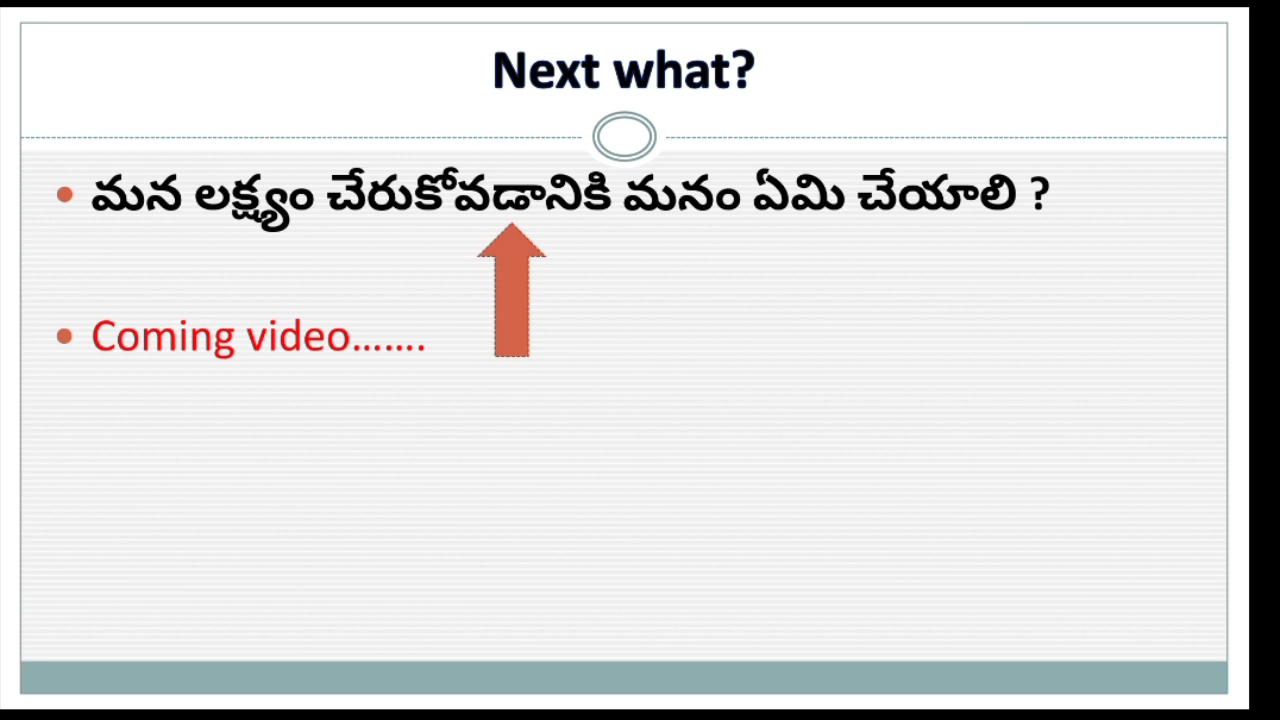 Next what?
మన లక్ష్యం చేరుకోవడానికి మనం ఏమి చేయాలి ?
Coming video.......